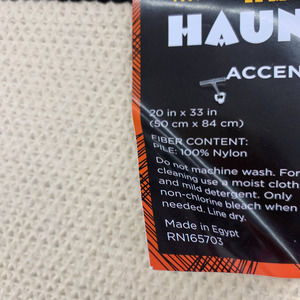 HAUN
ACCEN
20 in x 33 in
(50 cm x 84 cm)
FIBER CONTENT:
PILE: 100% Nylon
Do not machine wash. For
cleaning use a moist cloth
and mild detergent. Only
non-chlorine bleach when
needed. Line dry.
Made in Egypt
RN165703